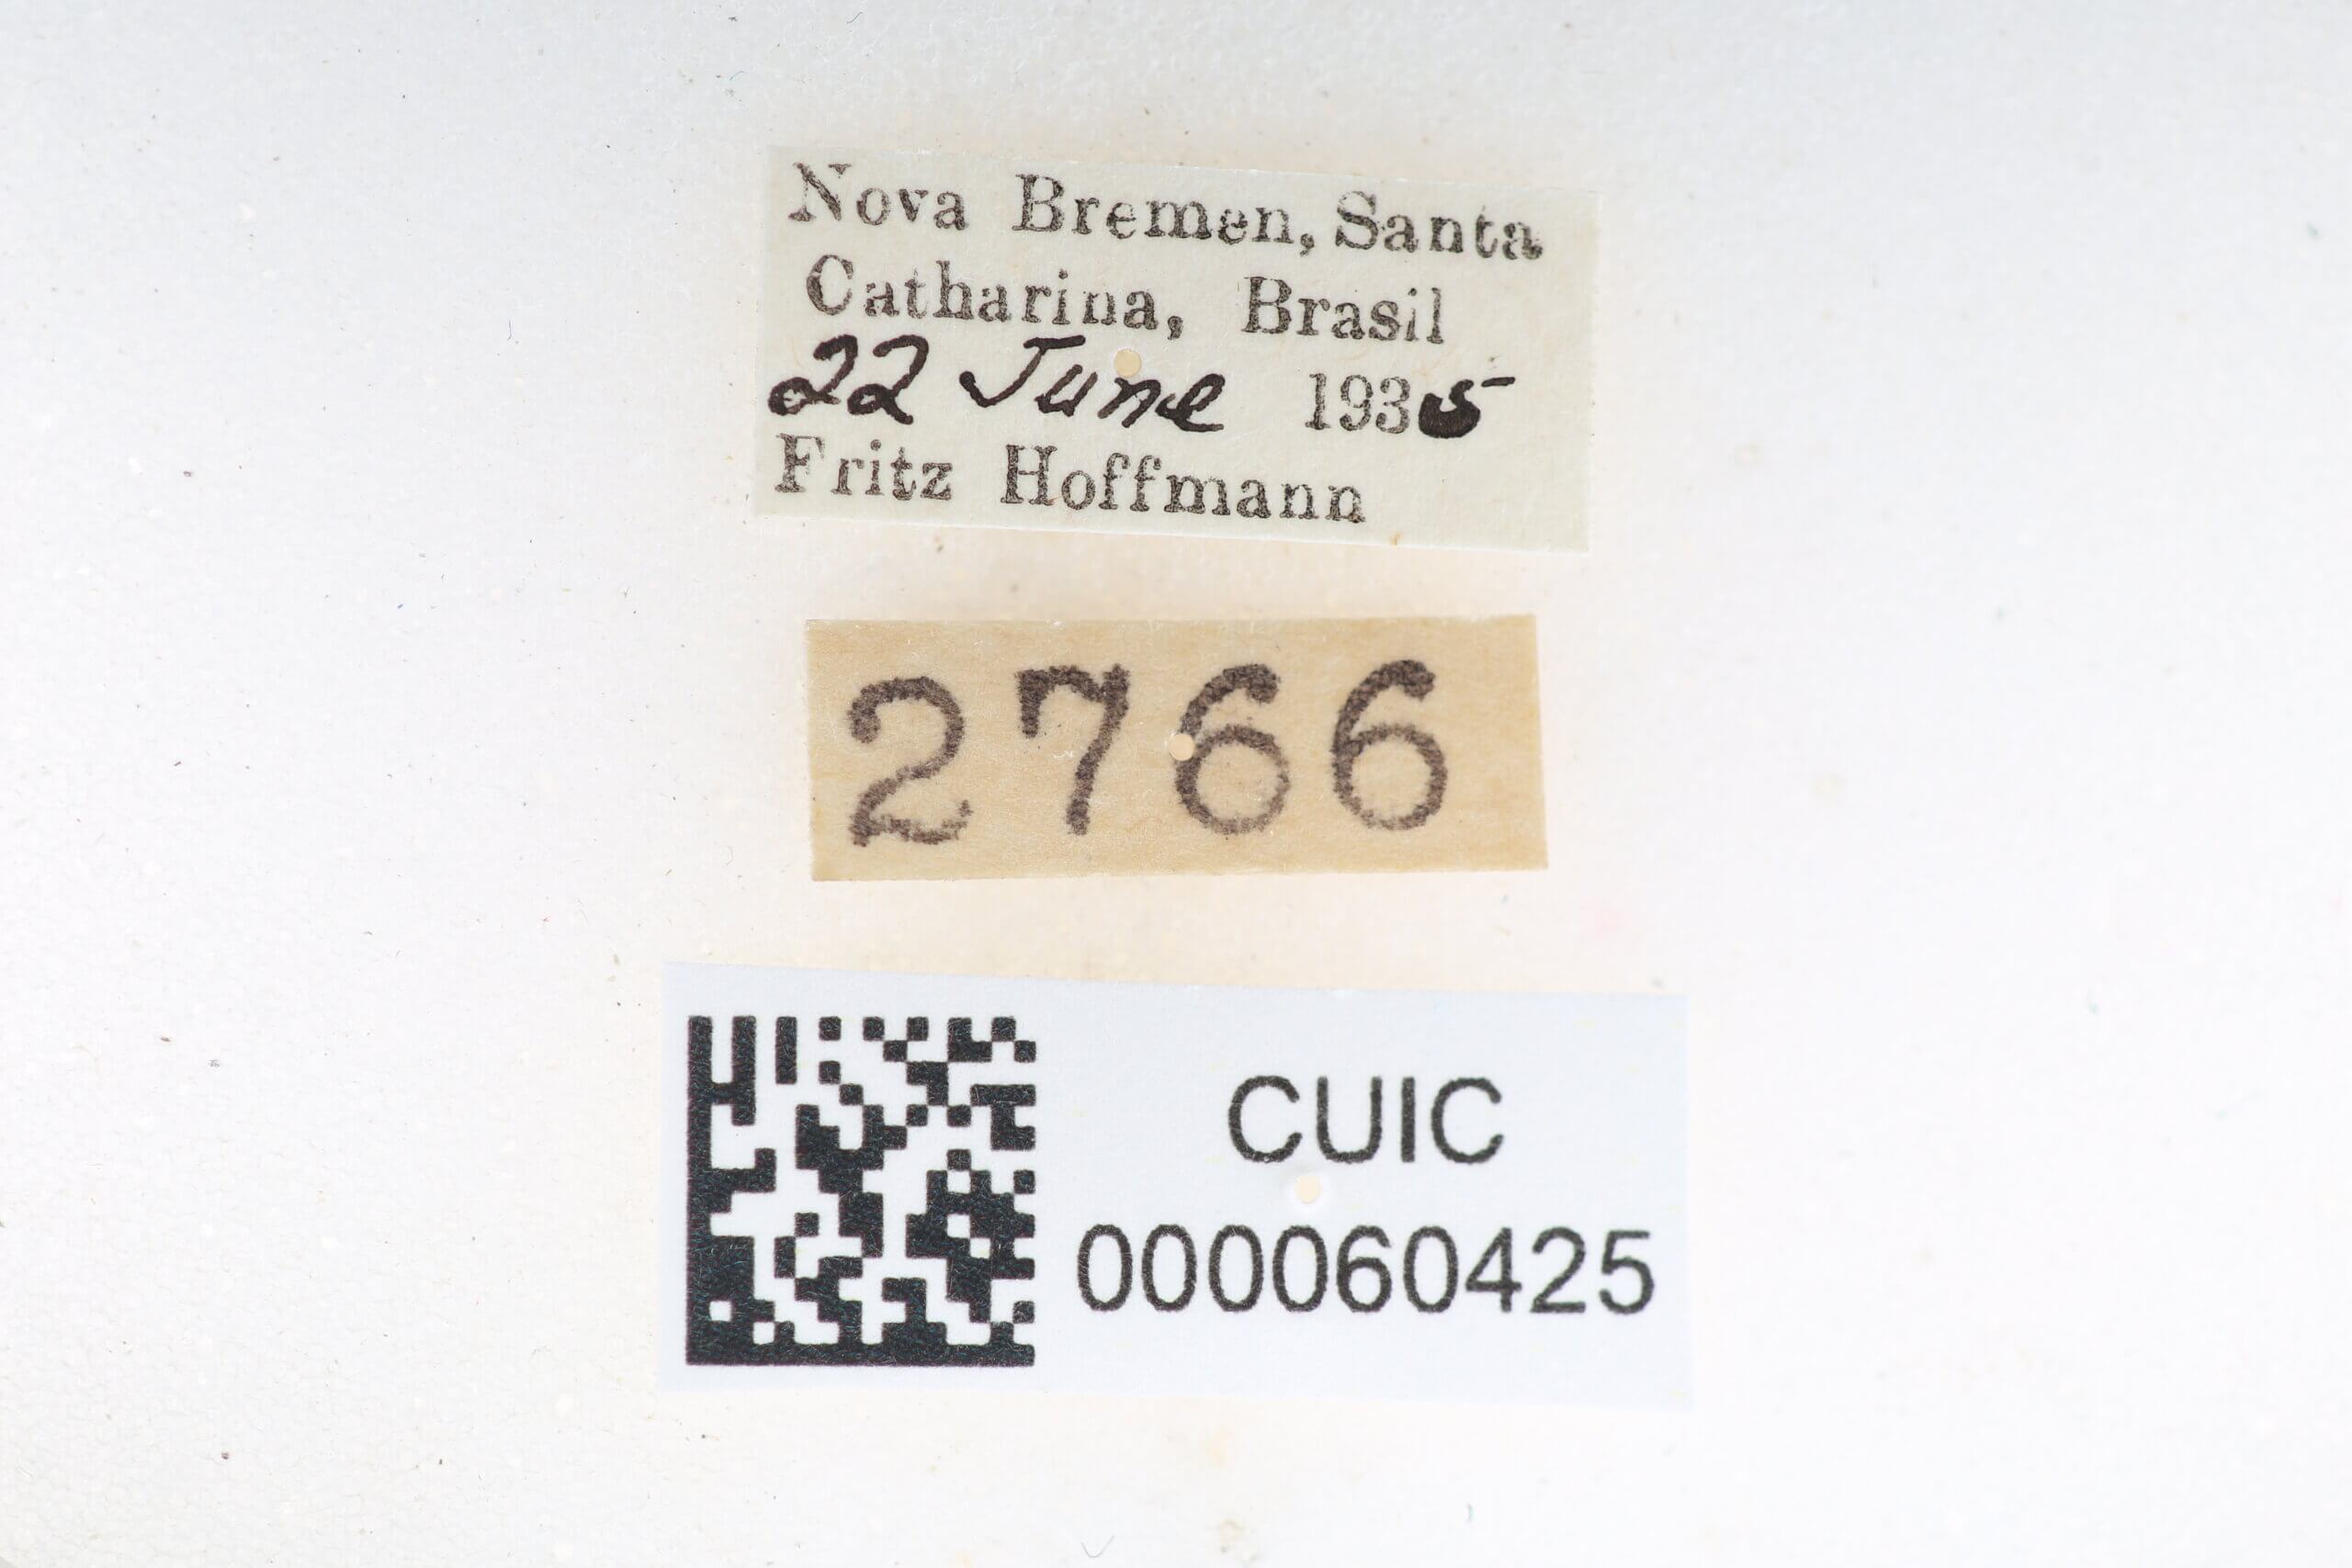 Nova Bremen, Santa
Catharina, Brasil
22 June 1935
Fritz Hoffmann
2766
CUIC
000060425